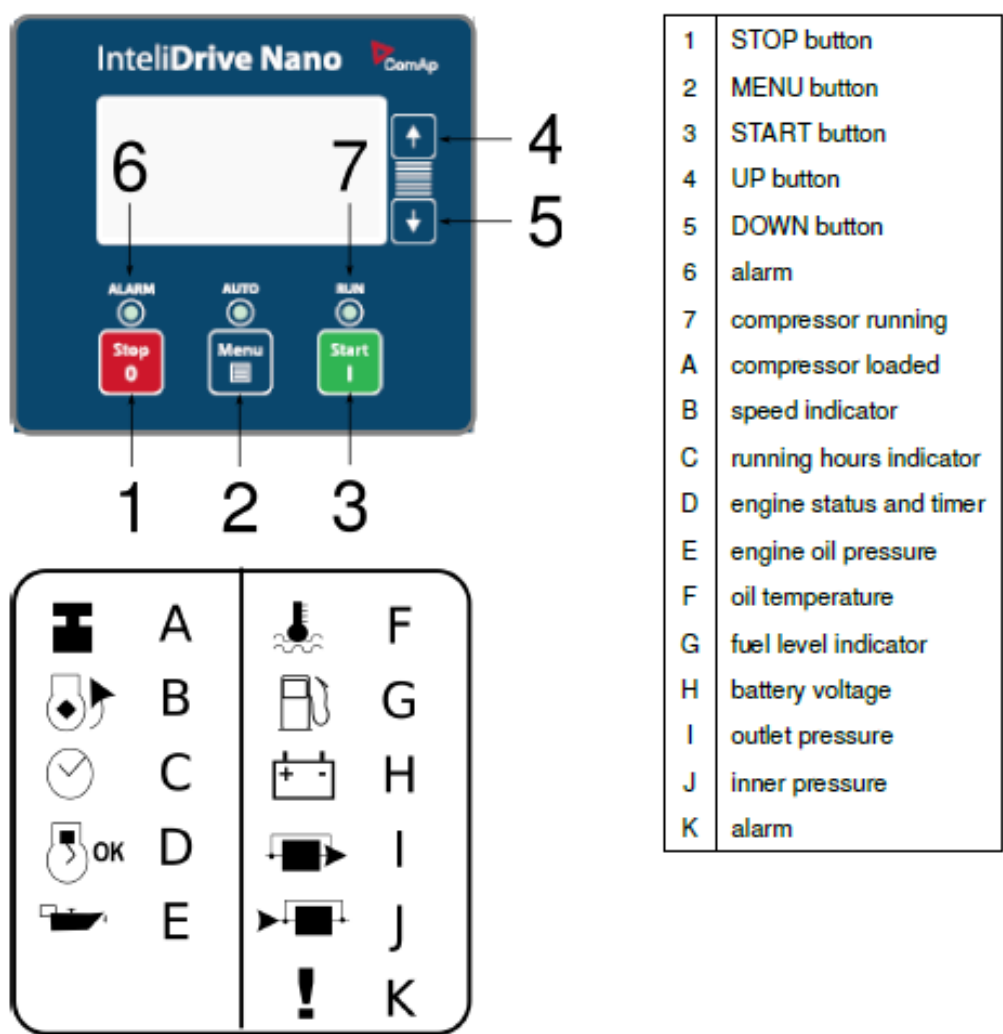 InteliDrive Nano ComAp
6 7
4
5
ALARM AUTO RUN
Stop Menu Start
0 I
1 2 3
A F
B G
C H
OK D I
E J
! K
1 STOP button
2 MENU button
3 START button
4 UP button
5 DOWN button
6 alarm
7 compressor running
A compressor loaded
B speed indicator
C running hours indicator
D engine status and timer
E engine oil pressure
F oil temperature
G fuel level indicator
H battery voltage
I outlet pressure
J inner pressure
K alarm